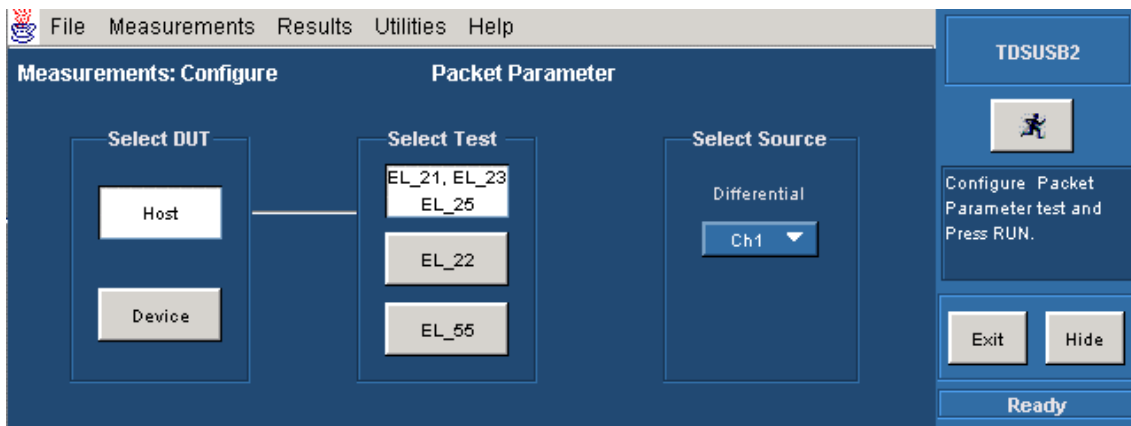 File Measurements Results Utilities Help
Measurements: Configure Packet Parameter
Select DUT
Host
Device
Select Test
EL_21, EL_23
EL_25
EL_22
EL_55
Select Source
Differential
Ch1
TDSUSB2
Configure Packet
Parameter test and
Press RUN.
Exit Hide
Ready